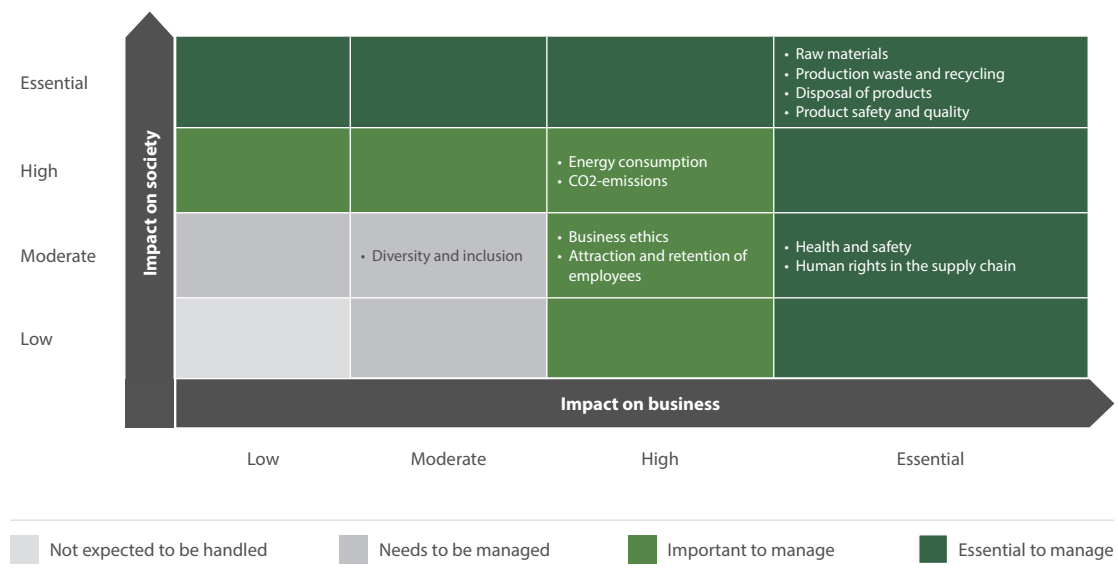 Essential
• Raw materials
• Production waste and recycling
• Disposal of products
• Product safety and quality
High
• Energy consumption
• CO2-emissions
Moderate
• Diversity and inclusion
• Business ethics
• Attraction and retention of
employees
• Health and safety
• Human rights in the supply chain
Low
Impact on society
Impact on business
Low
Moderate
High
Essential
Not expected to be handled
Needs to be managed
Important to manage
Essential to manage